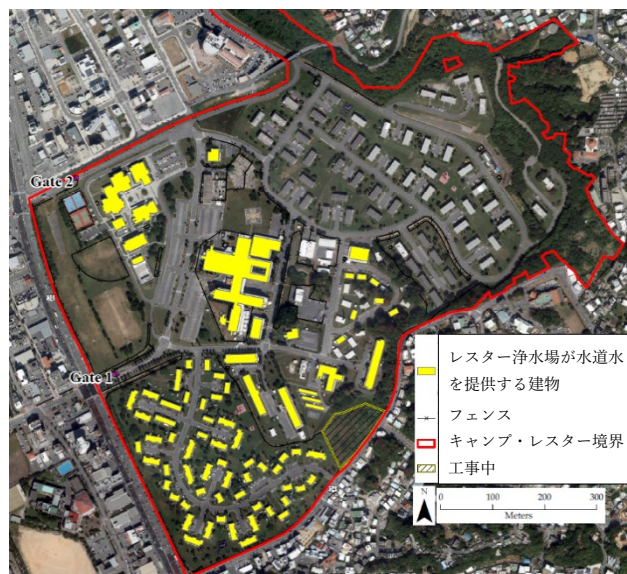 Gate 2
Gate 1
レスター浄水場が水道水
を提供する建物
フェンス
キャンプ・レスター境界
工事中
N
0 100 200 300
Meters